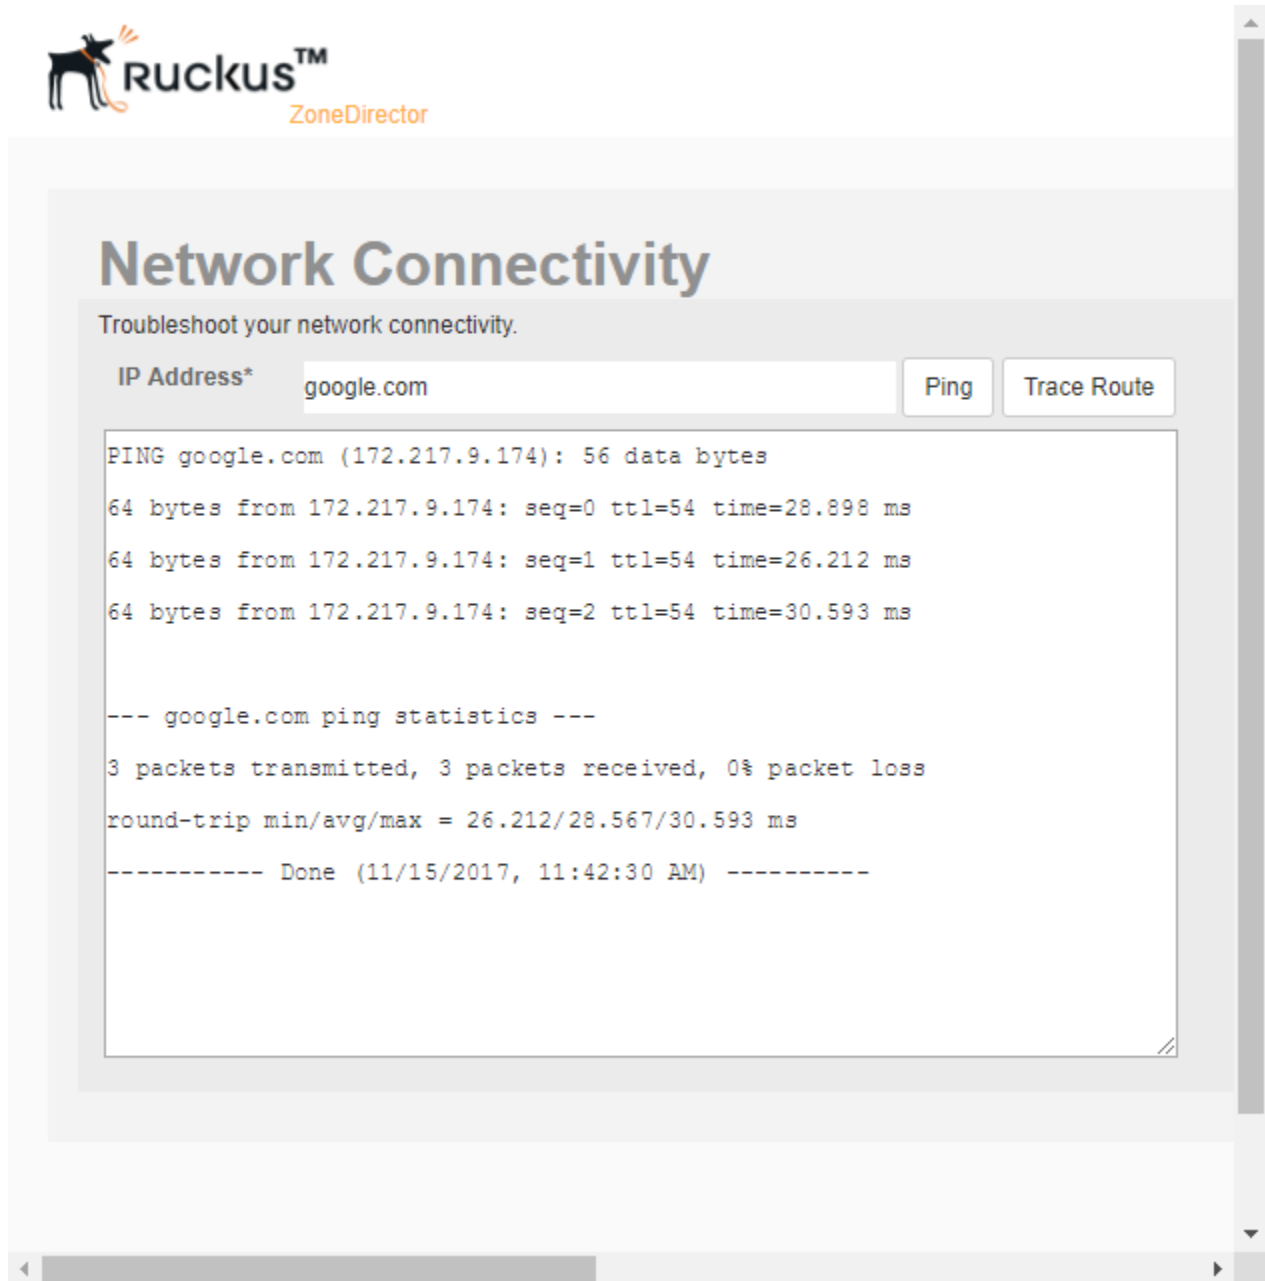 Ruckus™
ZoneDirector
Network Connectivity
Troubleshoot your network connectivity.
IP Address* google.com Ping Trace Route
PING google.com (172.217.9.174): 56 data bytes
64 bytes from 172.217.9.174: seq=0 ttl=54 time=28.898 ms
64 bytes from 172.217.9.174: seq=1 ttl=54 time=26.212 ms
64 bytes from 172.217.9.174: seq=2 ttl=54 time=30.593 ms
--- google.com ping statistics ---
3 packets transmitted, 3 packets received, 0% packet loss
round-trip min/avg/max = 26.212/28.567/30.593 ms
----------- Done (11/15/2017, 11:42:30 AM) ----------